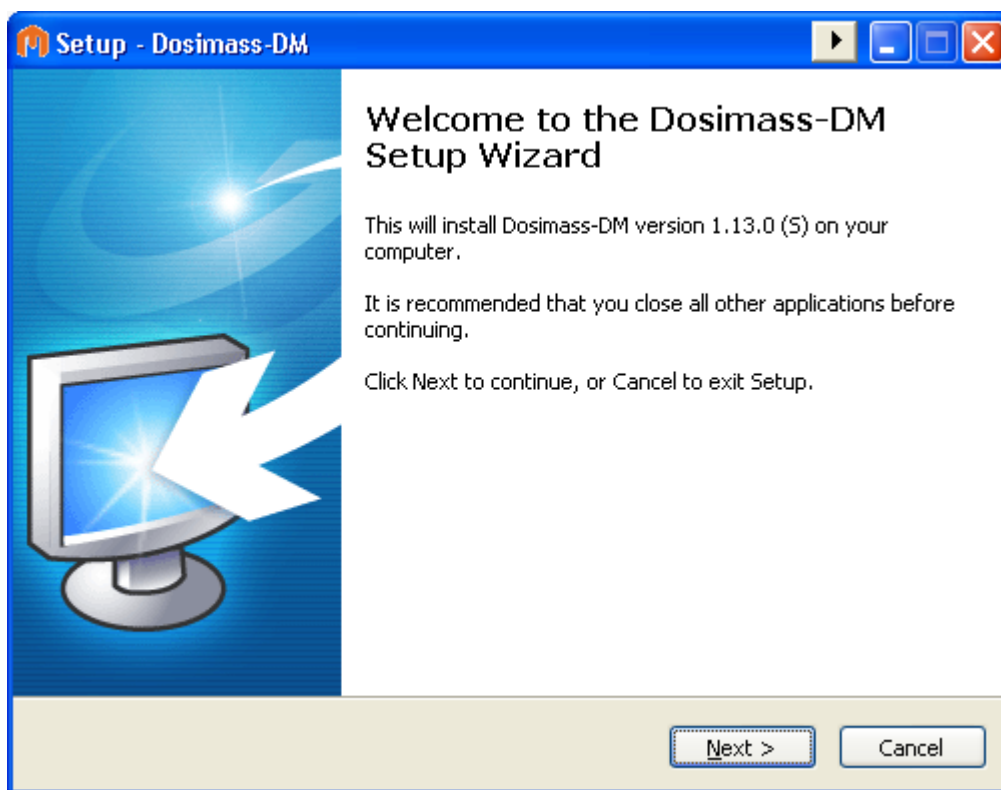 Setup - Dosimass-DM
Welcome to the Dosimass-DM
Setup Wizard
This will install Dosimass-DM version 1.13.0 (S) on your
computer.
It is recommended that you close all other applications before
continuing.
Click Next to continue, or Cancel to exit Setup.
Next >
Cancel